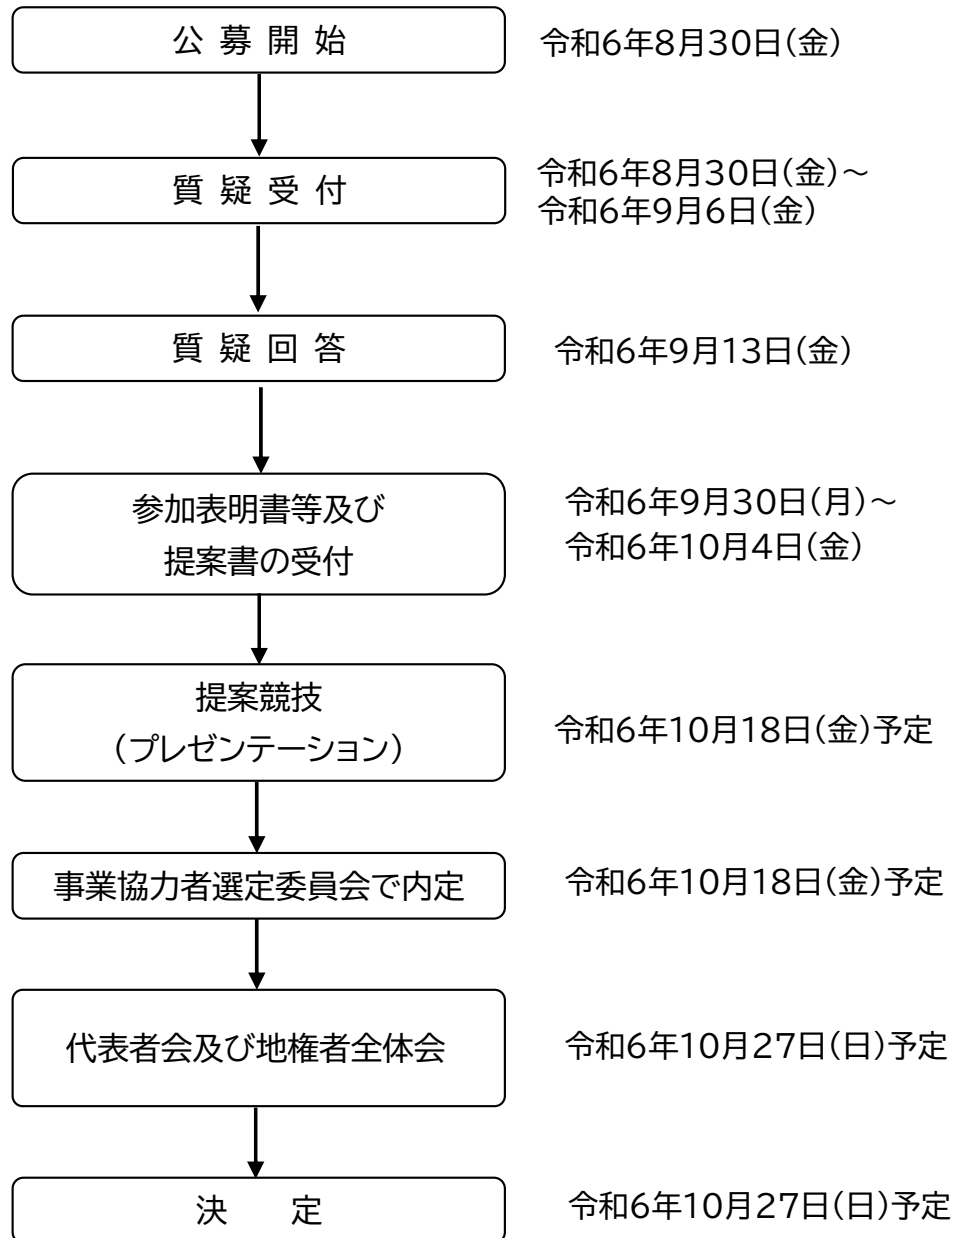 公募開始
令和6年8月30日(金)
質疑受付
令和6年8月30日(金)～
令和6年9月6日(金)
質疑回答
令和6年9月13日(金)
参加表明書等及び
提案書の受付
令和6年9月30日(月)～
令和6年10月4日(金)
提案競技
(プレゼンテーション)
令和6年10月18日(金)予定
事業協力者選定委員会で内定
令和6年10月18日(金)予定
代表者会及び地権者全体会
令和6年10月27日(日)予定
決　定
令和6年10月27日(日)予定